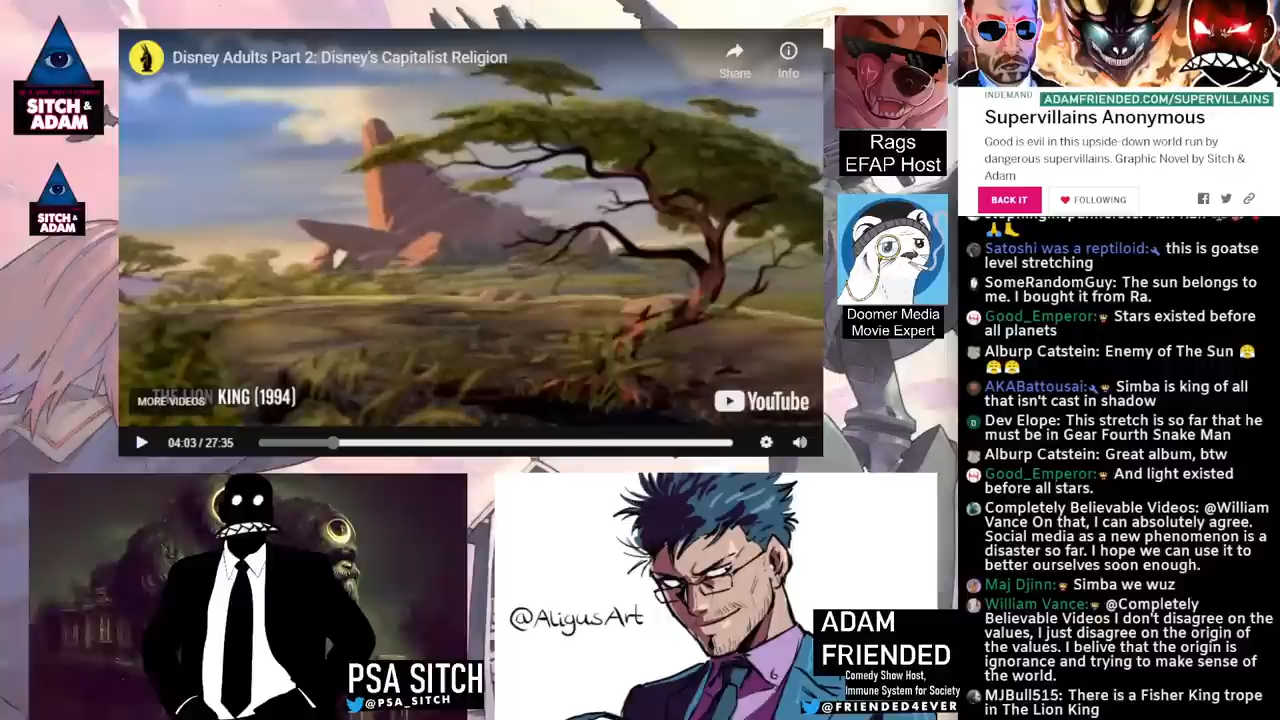 SITCH &
ADAM
SITCH &
ADAM
Disney Adults Part 2: Disney's Capitalist Religion
Share
Info
KING (1994)
MORE VIDEOS
YouTube
04:03 / 27:35
Rags
EFAP Host
Doomer Media
Movie Expert
INDEMAND
ADAMFRIENDED.COM/SUPERVILLAINS
Supervillains Anonymous
Good is evil in this upside-down world run by
dangerous supervillains. Graphic Novel by Sitch &
Adam
BACK IT
FOLLOWING
Satoshi was a reptiloid: this is goatse
level stretching
SomeRandomGuy: The sun belongs to
me. I bought it from Ra.
Good_Emperor: Stars existed before
all planets
Alburp Catstein: Enemy of The Sun 😤
😤😤
AKABattousai: Simba is king of all
that isn't cast in shadow
Dev Elope: This stretch is so far that he
must be in Gear Fourth Snake Man
Alburp Catstein: Great album, btw
Good_Emperor: And light existed
before all stars.
Completely Believable Videos: @William
Vance On that, I can absolutely agree.
Social media as a new phenomenon is a
disaster so far. I hope we can use it to
better ourselves soon enough.
Maj Djinn: Simba we wuz
William Vance: @Completely
Believable Videos I don't disagree on the
values, I just disagree on the origin of
the values. I belive that the origin is
ignorance and trying to make sense of
the world.
MJBull515: There is a Fisher King trope
in The Lion King
PSA SITCH
@PSA_SITCH
@AligusArt
ADAM
FRIENDED
Comedy Show Host,
Immune System for Society
@FRIENDED4EVER